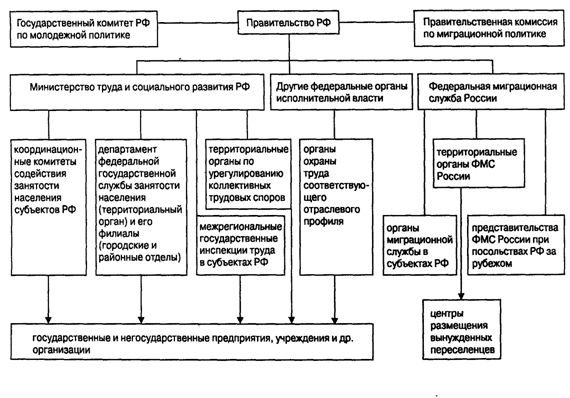 Государственный комитет РФ
по молодежной политике
Правительство РФ
Правительственная комиссия
по миграционной политике
Министерство труда и социального развития РФ
Другие федеральные органы
исполнительной власти
Федеральная миграционная
служба России
координацион-
ные комитеты
содействия
занятости
населения
субъектов РФ
департамент
федеральной
государственной
службы занятости
населения
(территориальный
орган) и его
филиалы
(городские и
районные отделы)
территориальные
органы по
урегулированию
коллективных
трудовых споров
межрегиональные
государственные
инспекции труда
в субъектах РФ
органы
охраны
труда
соответствую-
щего
отраслевого
профиля
территориальные
органы ФМС
России
органы
миграционной
службы в
субъектах РФ
представительства
ФМС России при
посольствах РФ за
рубежом
государственные и негосударственные предприятия, учреждения и др.
организации
центры
размещения
вынужденных
переселенцев